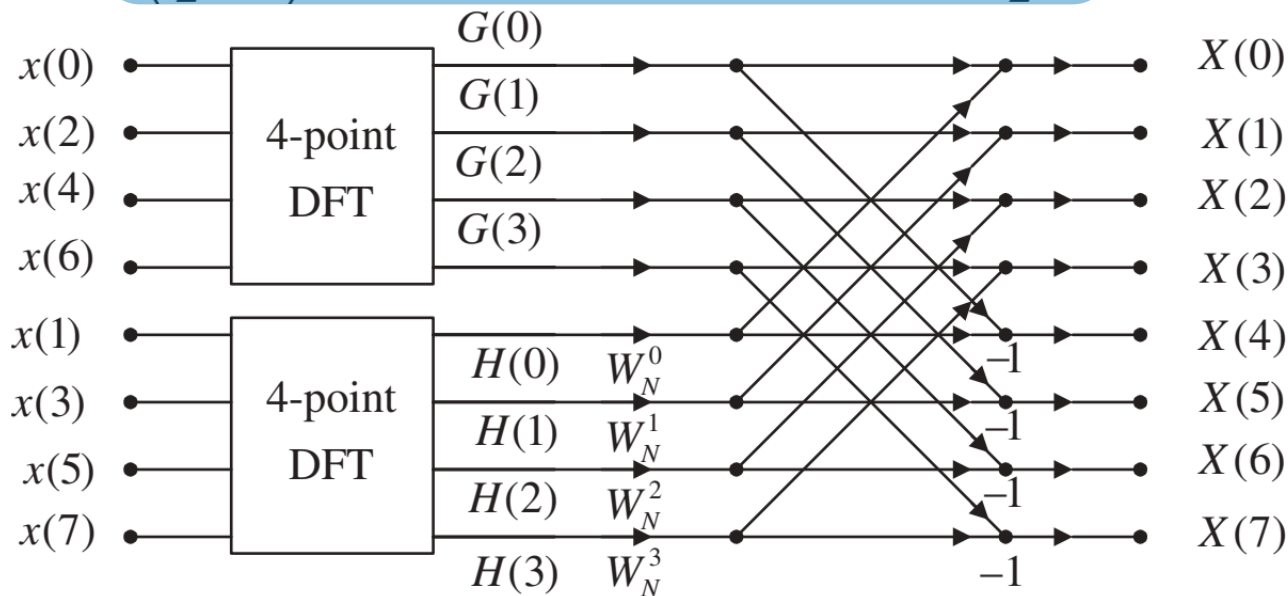 G(0)
x(0) X(0)
G(1)
x(2) 4-point X(1)
G(2)
x(4) DFT X(2)
G(3)
x(6) X(3)
x(1) X(4)
H(0) W_N^0 −1
x(3) 4-point X(5)
H(1) W_N^1 −1
x(5) DFT X(6)
H(2) W_N^2 −1
x(7) X(7)
H(3) W_N^3 −1